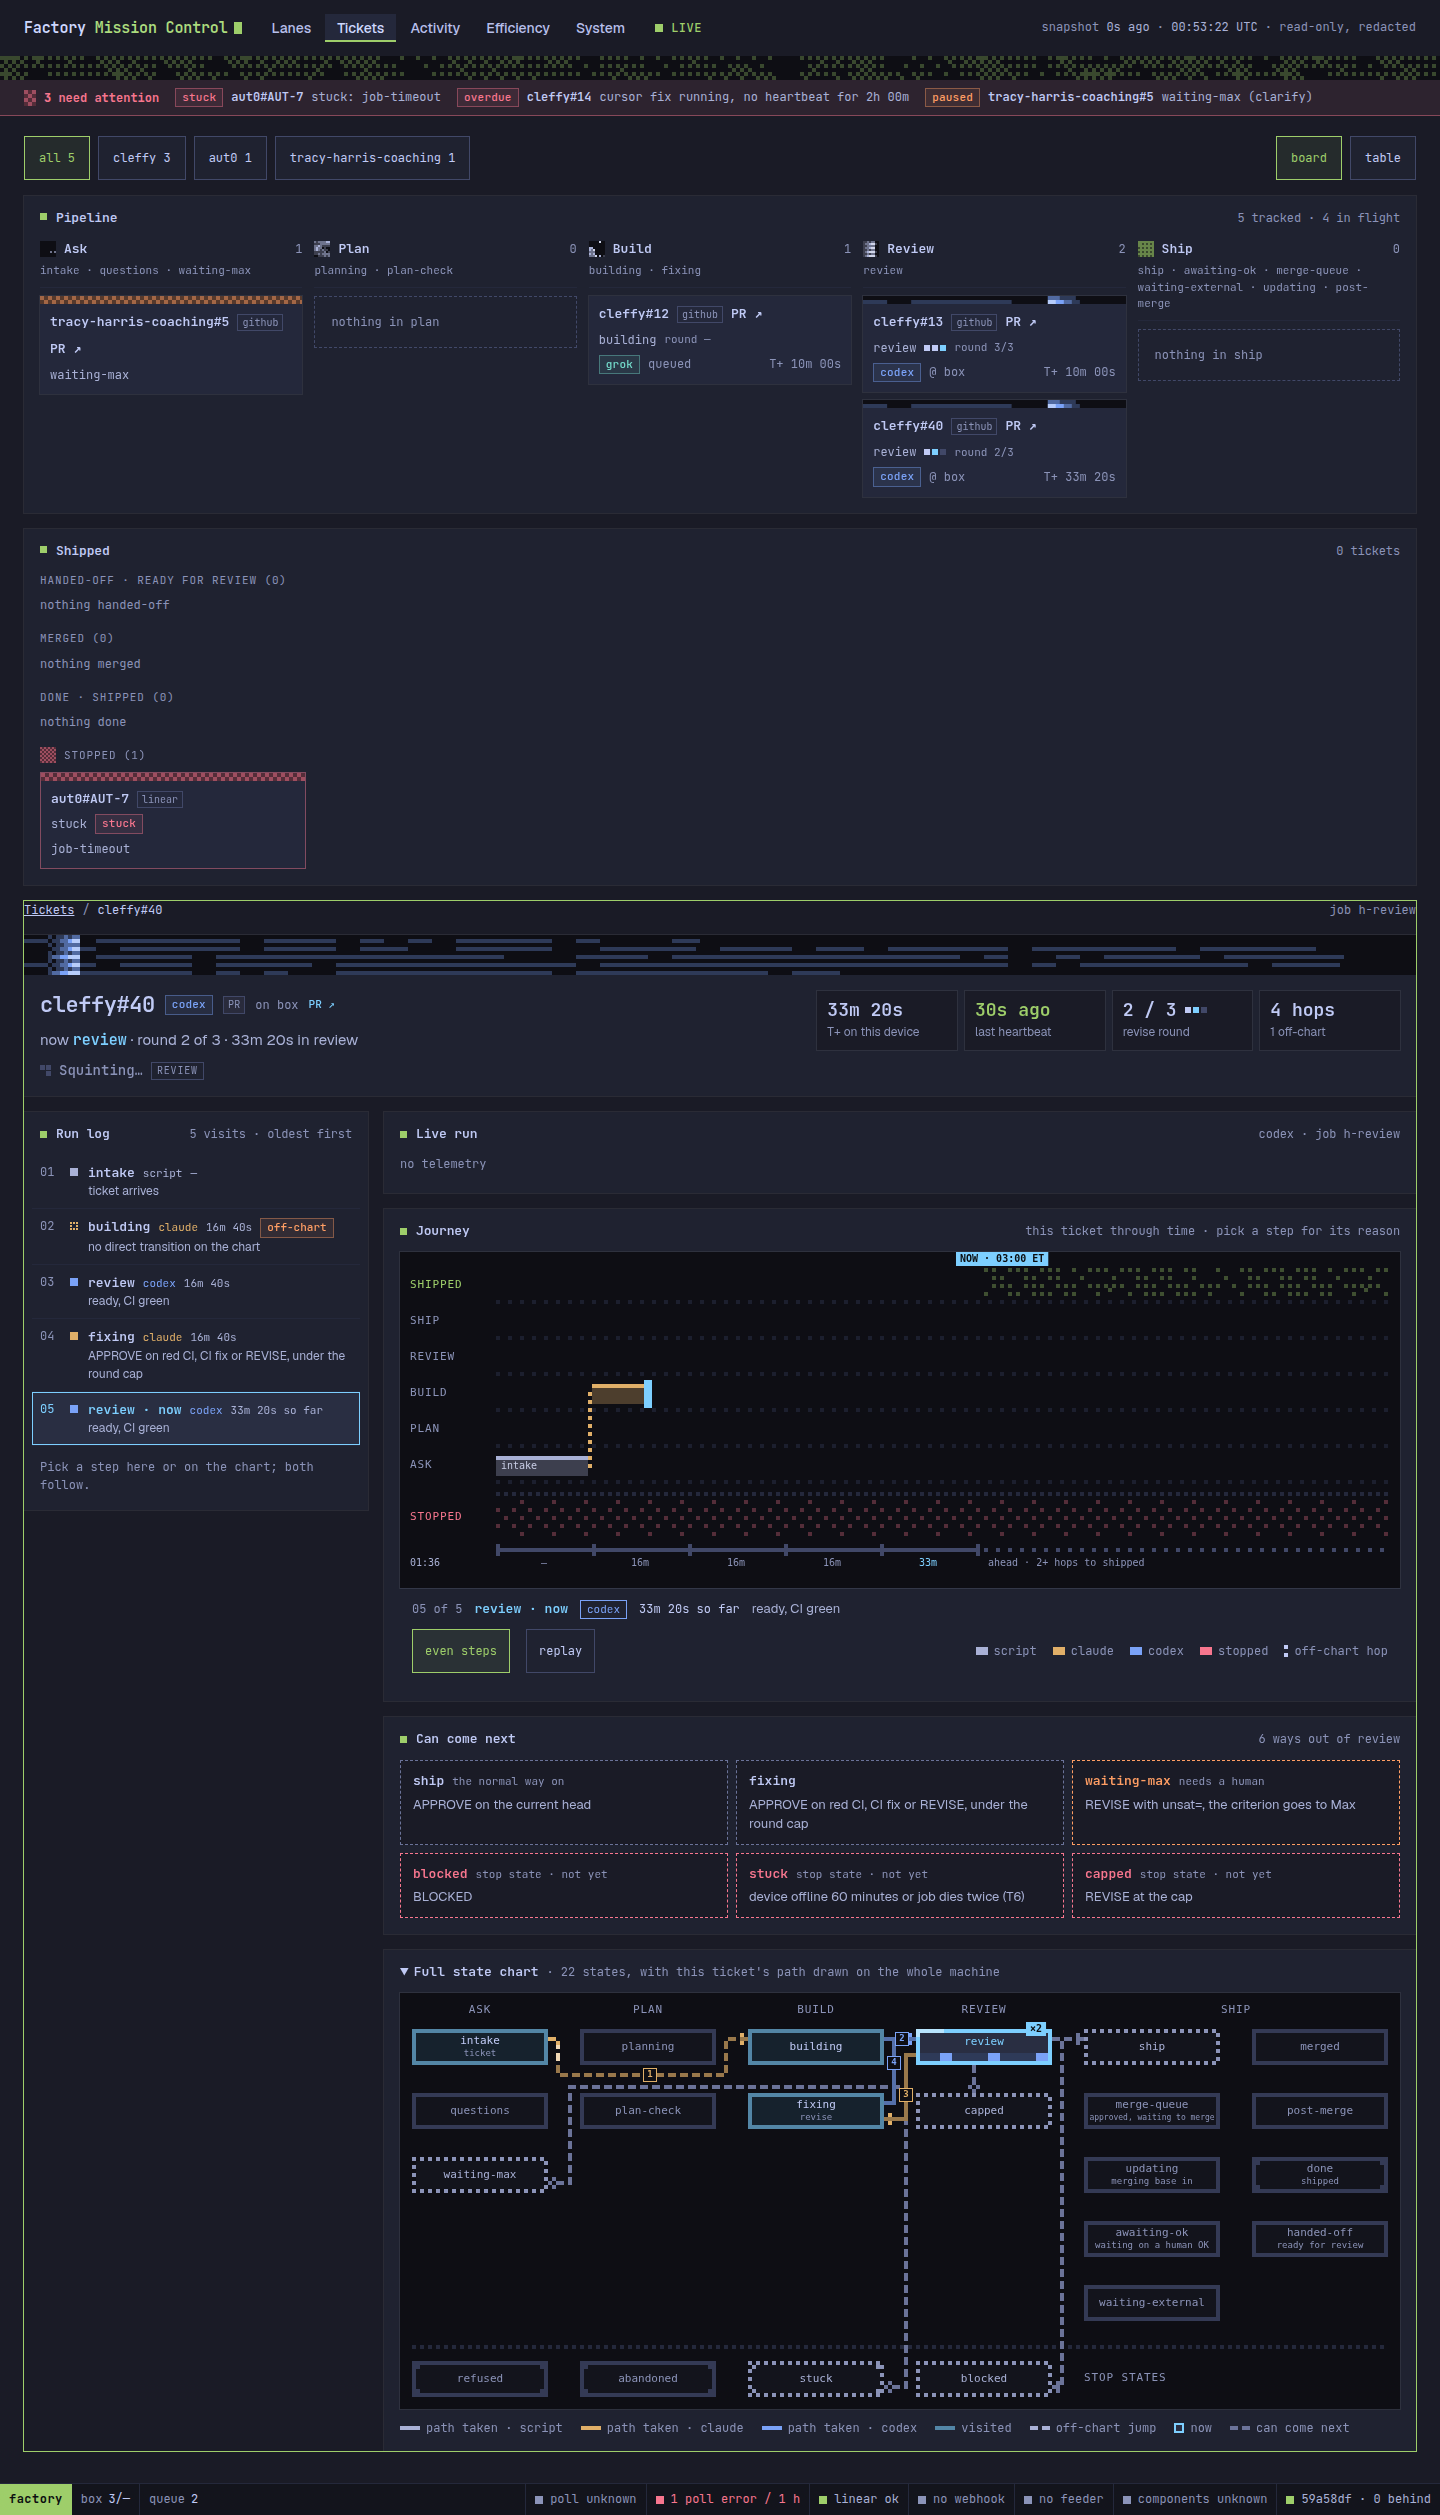 Factory Mission Control
Lanes Tickets Activity Efficiency System LIVE
snapshot 0s ago · 00:53:22 UTC · read-only, redacted
3 need attention stuck aut0#AUT-7 stuck: job-timeout overdue cleffy#14 cursor fix running, no heartbeat for 2h 00m paused tracy-harris-coaching#5 waiting-max (clarify)
all 5 cleffy 3 aut0 1 tracy-harris-coaching 1 board table
Pipeline 5 tracked · 4 in flight
Ask 1
intake · questions · waiting-max
tracy-harris-coaching#5 github
PR ↗
waiting-max
Plan 0
planning · plan-check
nothing in plan
Build 1
building · fixing
cleffy#12 github PR ↗
building round —
grok queued T+ 10m 00s
Review 2
review
cleffy#13 github PR ↗
review round 3/3
codex @ box T+ 10m 00s
cleffy#40 github PR ↗
review round 2/3
codex @ box T+ 33m 20s
Ship 0
ship · awaiting-ok · merge-queue ·
waiting-external · updating · post-
merge
nothing in ship
Shipped 0 tickets
HANDED-OFF · READY FOR REVIEW (0)
nothing handed-off
MERGED (0)
nothing merged
DONE · SHIPPED (0)
nothing done
STOPPED (1)
aut0#AUT-7 linear
stuck stuck
job-timeout
Tickets / cleffy#40 job h-review
cleffy#40 codex PR on box PR ↗
now review · round 2 of 3 · 33m 20s in review
Squinting… REVIEW
33m 20s
T+ on this device
30s ago
last heartbeat
2 / 3
revise round
4 hops
1 off-chart
Run log 5 visits · oldest first
01 intake script —
ticket arrives
02 building claude 16m 40s off-chart
no direct transition on the chart
03 review codex 16m 40s
ready, CI green
04 fixing claude 16m 40s
APPROVE on red CI, CI fix or REVISE, under the
round cap
05 review · now codex 33m 20s so far
ready, CI green
Pick a step here or on the chart; both
follow.
Live run codex · job h-review
no telemetry
Journey this ticket through time · pick a step for its reason
NOW · 03:00 ET
SHIPPED
SHIP
REVIEW
BUILD
PLAN
ASK
intake
STOPPED
01:36 — 16m 16m 16m 33m ahead · 2+ hops to shipped
05 of 5 review · now codex 33m 20s so far ready, CI green
even steps replay script claude codex stopped off-chart hop
Can come next 6 ways out of review
ship the normal way on
APPROVE on the current head
fixing
APPROVE on red CI, CI fix or REVISE, under the
round cap
waiting-max needs a human
REVISE with unsat=, the criterion goes to Max
blocked stop state · not yet
BLOCKED
stuck stop state · not yet
device offline 60 minutes or job dies twice (T6)
capped stop state · not yet
REVISE at the cap
▼ Full state chart · 22 states, with this ticket's path drawn on the whole machine
ASK PLAN BUILD REVIEW SHIP
intake
ticket
planning
building
2
review
×2
ship
merged
4
1
3
questions
plan-check
fixing
revise
capped
merge-queue
approved, waiting to merge
post-merge
waiting-max
updating
merging base in
done
shipped
awaiting-ok
waiting on a human OK
handed-off
ready for review
waiting-external
refused abandoned stuck blocked STOP STATES
path taken · script path taken · claude path taken · codex visited off-chart jump now can come next
factory box 3/— queue 2 poll unknown 1 poll error / 1 h linear ok no webhook no feeder components unknown 59a58df · 0 behind